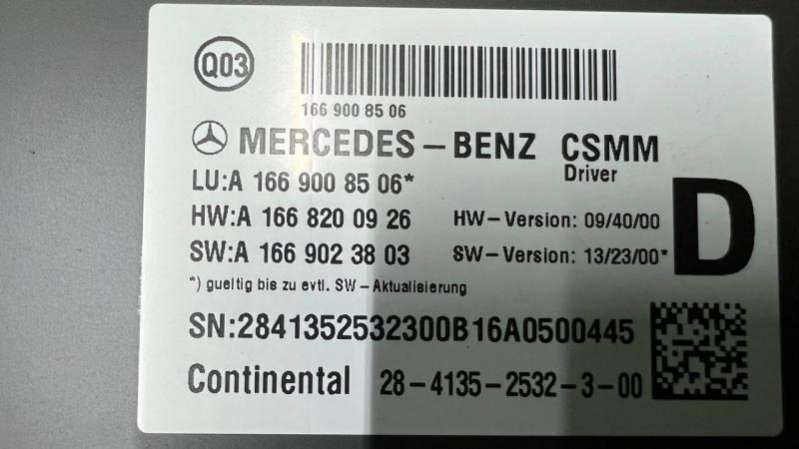 Q03
166 900 85 06
MERCEDES-BENZ CSMM
Driver
LU:A 166 900 85 06*
HW:A 166 820 09 26 HW-Version: 09/40/00
SW:A 166 902 38 03 SW-Version: 13/23/00*
D
*) gueltig bis zu evtl. SW-Aktualisierung
SN:2841352532300B16A0500445
Continental 28-4135-2532-3-00